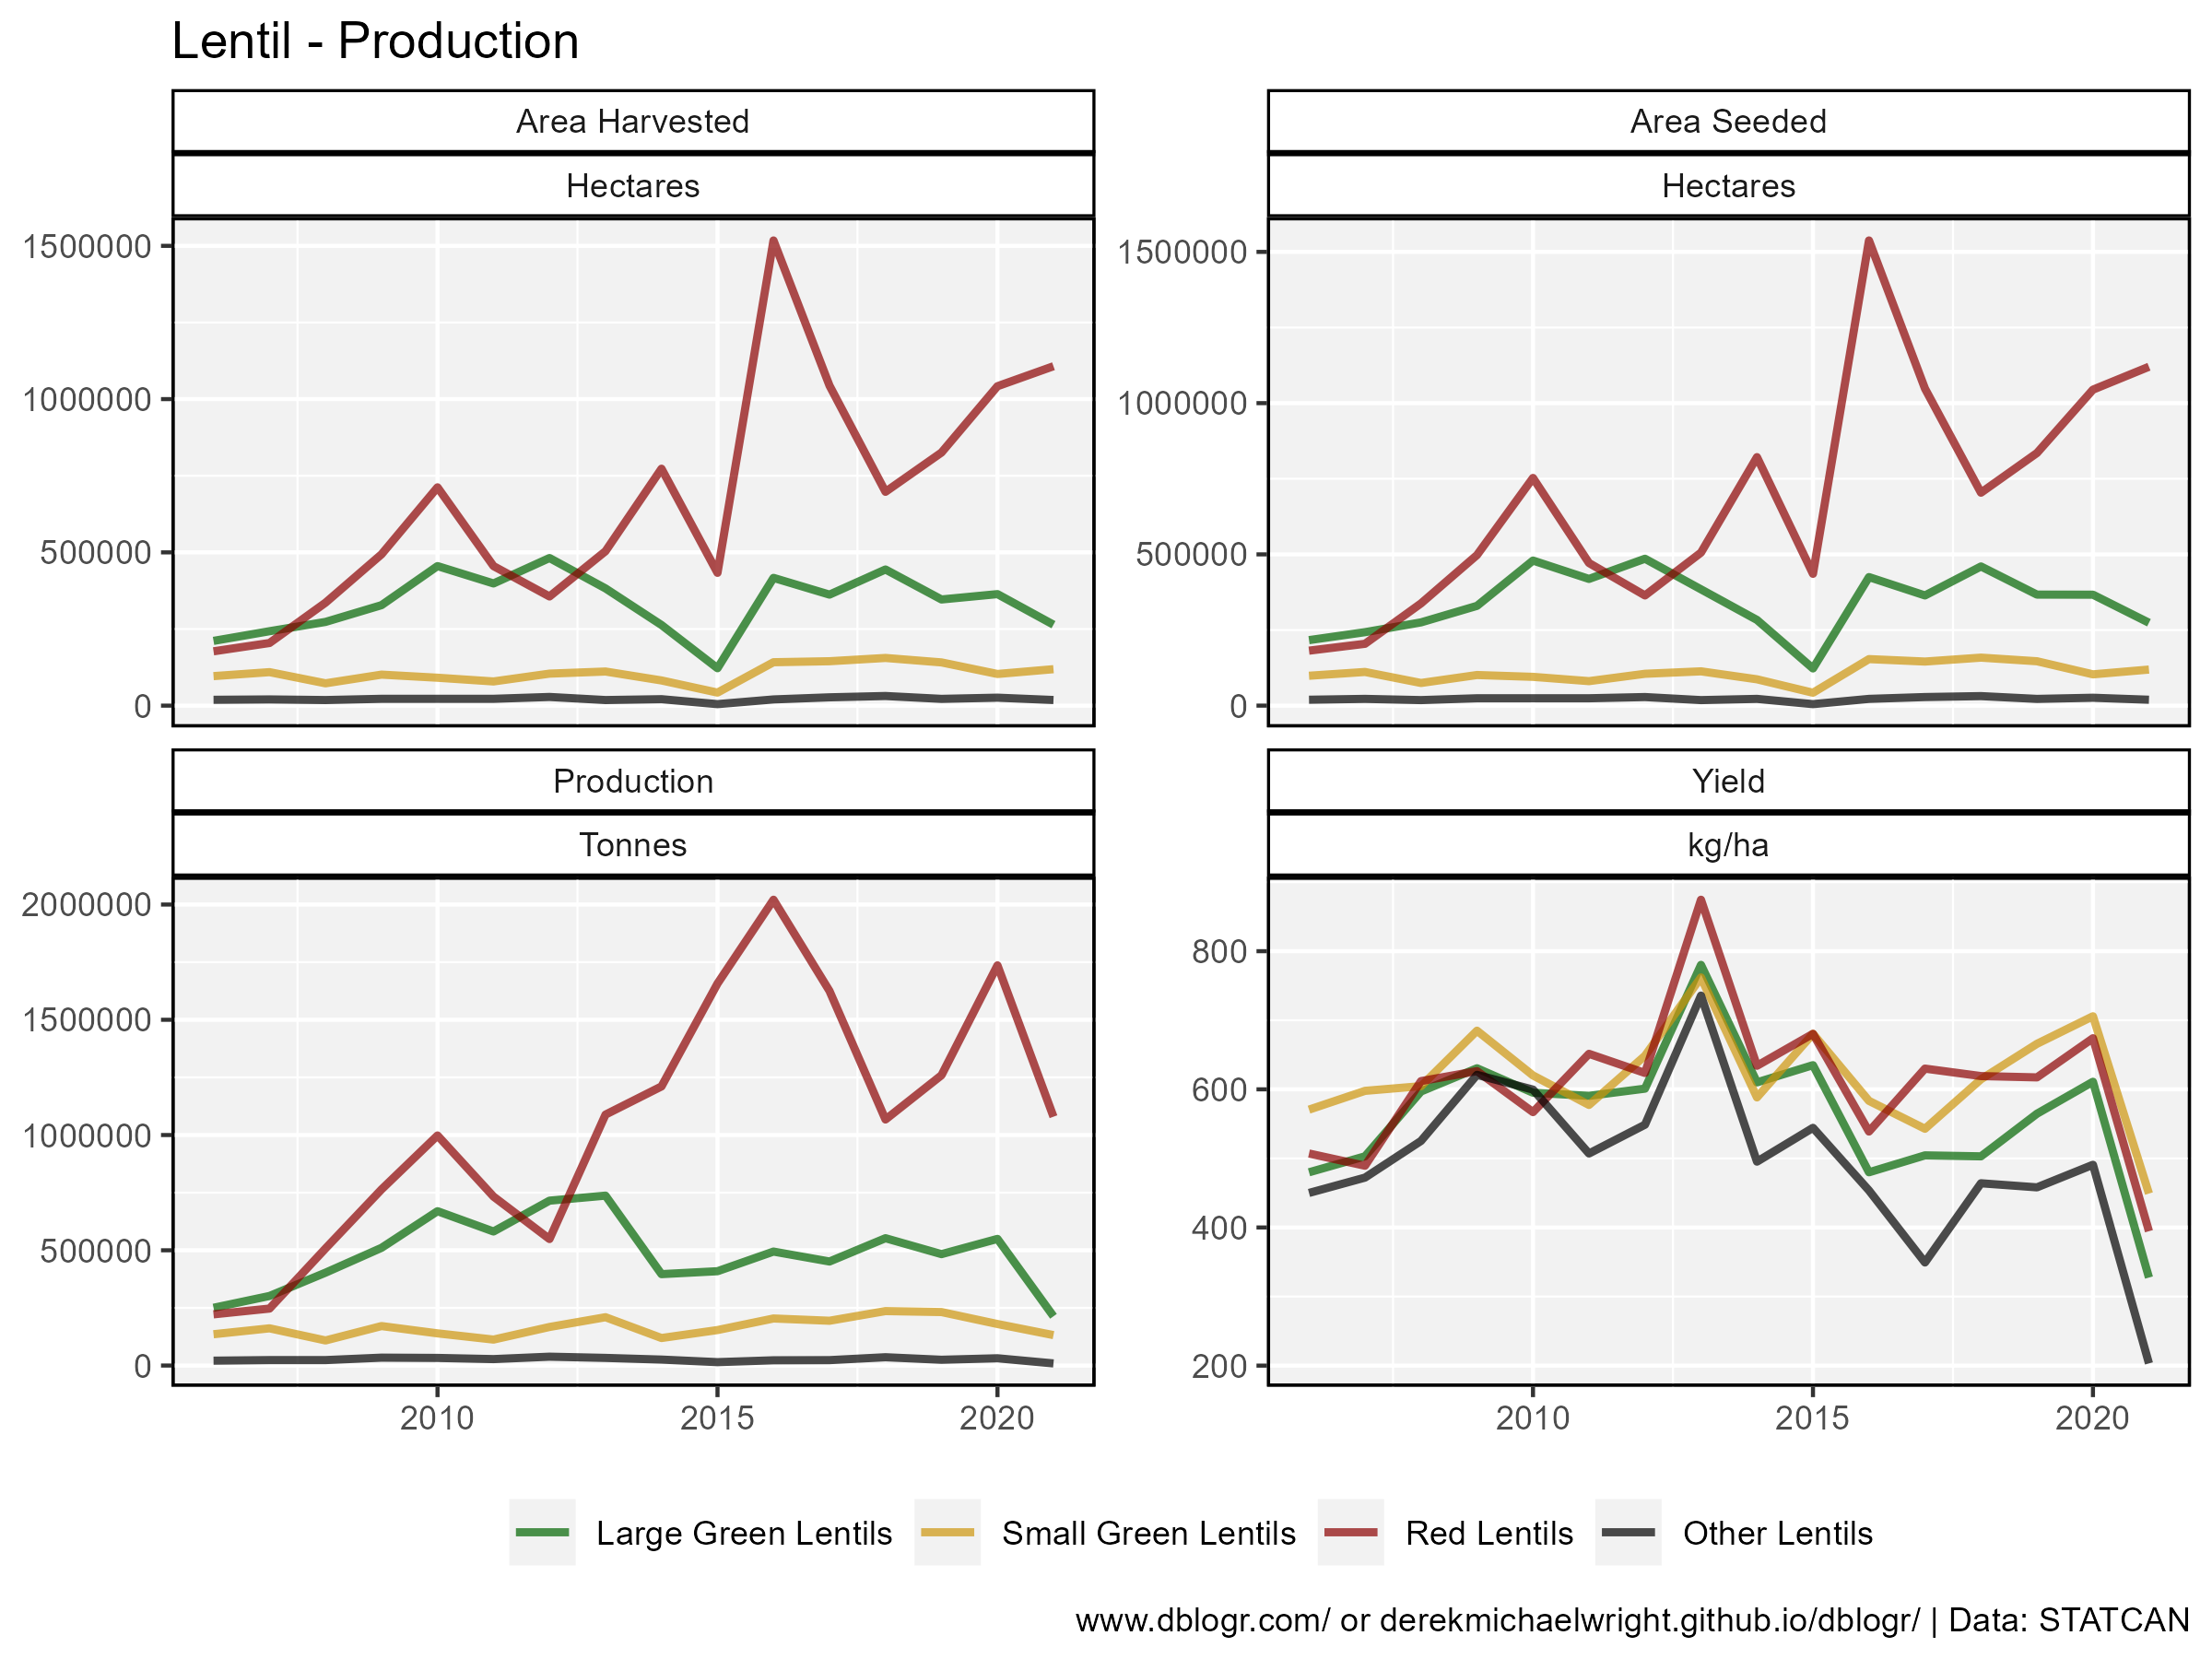 Lentil - Production
Area Harvested
Hectares
1500000
1000000
500000
0
Area Seeded
Hectares
1500000
1000000
500000
0
Production
Tonnes
2000000
1500000
1000000
500000
0
2010 2015 2020
Yield
kg/ha
800
600
400
200
2010 2015 2020
Large Green Lentils Small Green Lentils Red Lentils Other Lentils
www.dblogr.com/ or derekmichaelwright.github.io/dblogr/ | Data: STATCAN